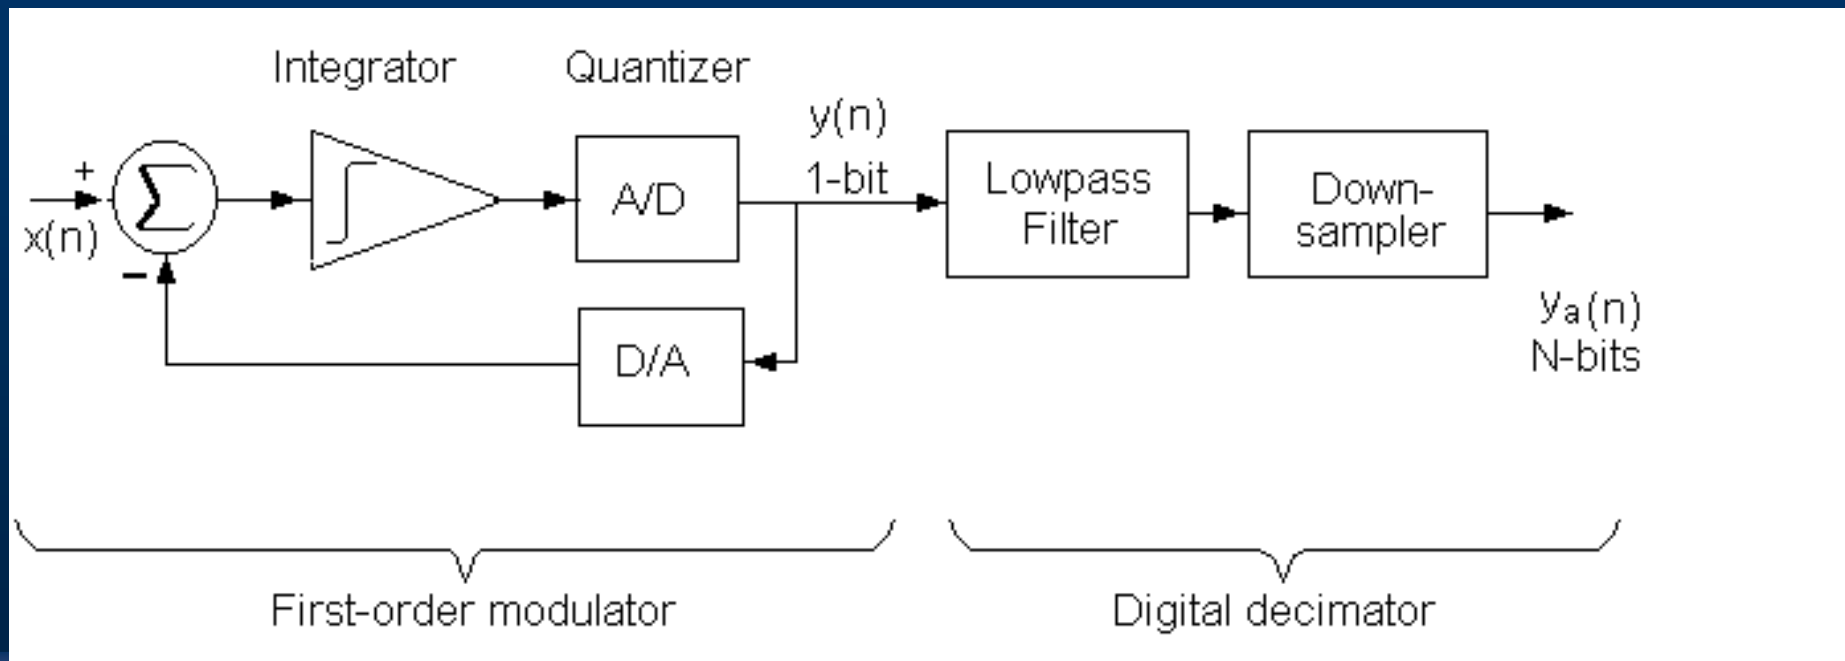 Integrator
Quantizer
y(n)
1-bit
+
x(n)
Σ
−
A/D
D/A
Lowpass
Filter
Down-
sampler
ya(n)
N-bits
First-order modulator
Digital decimator